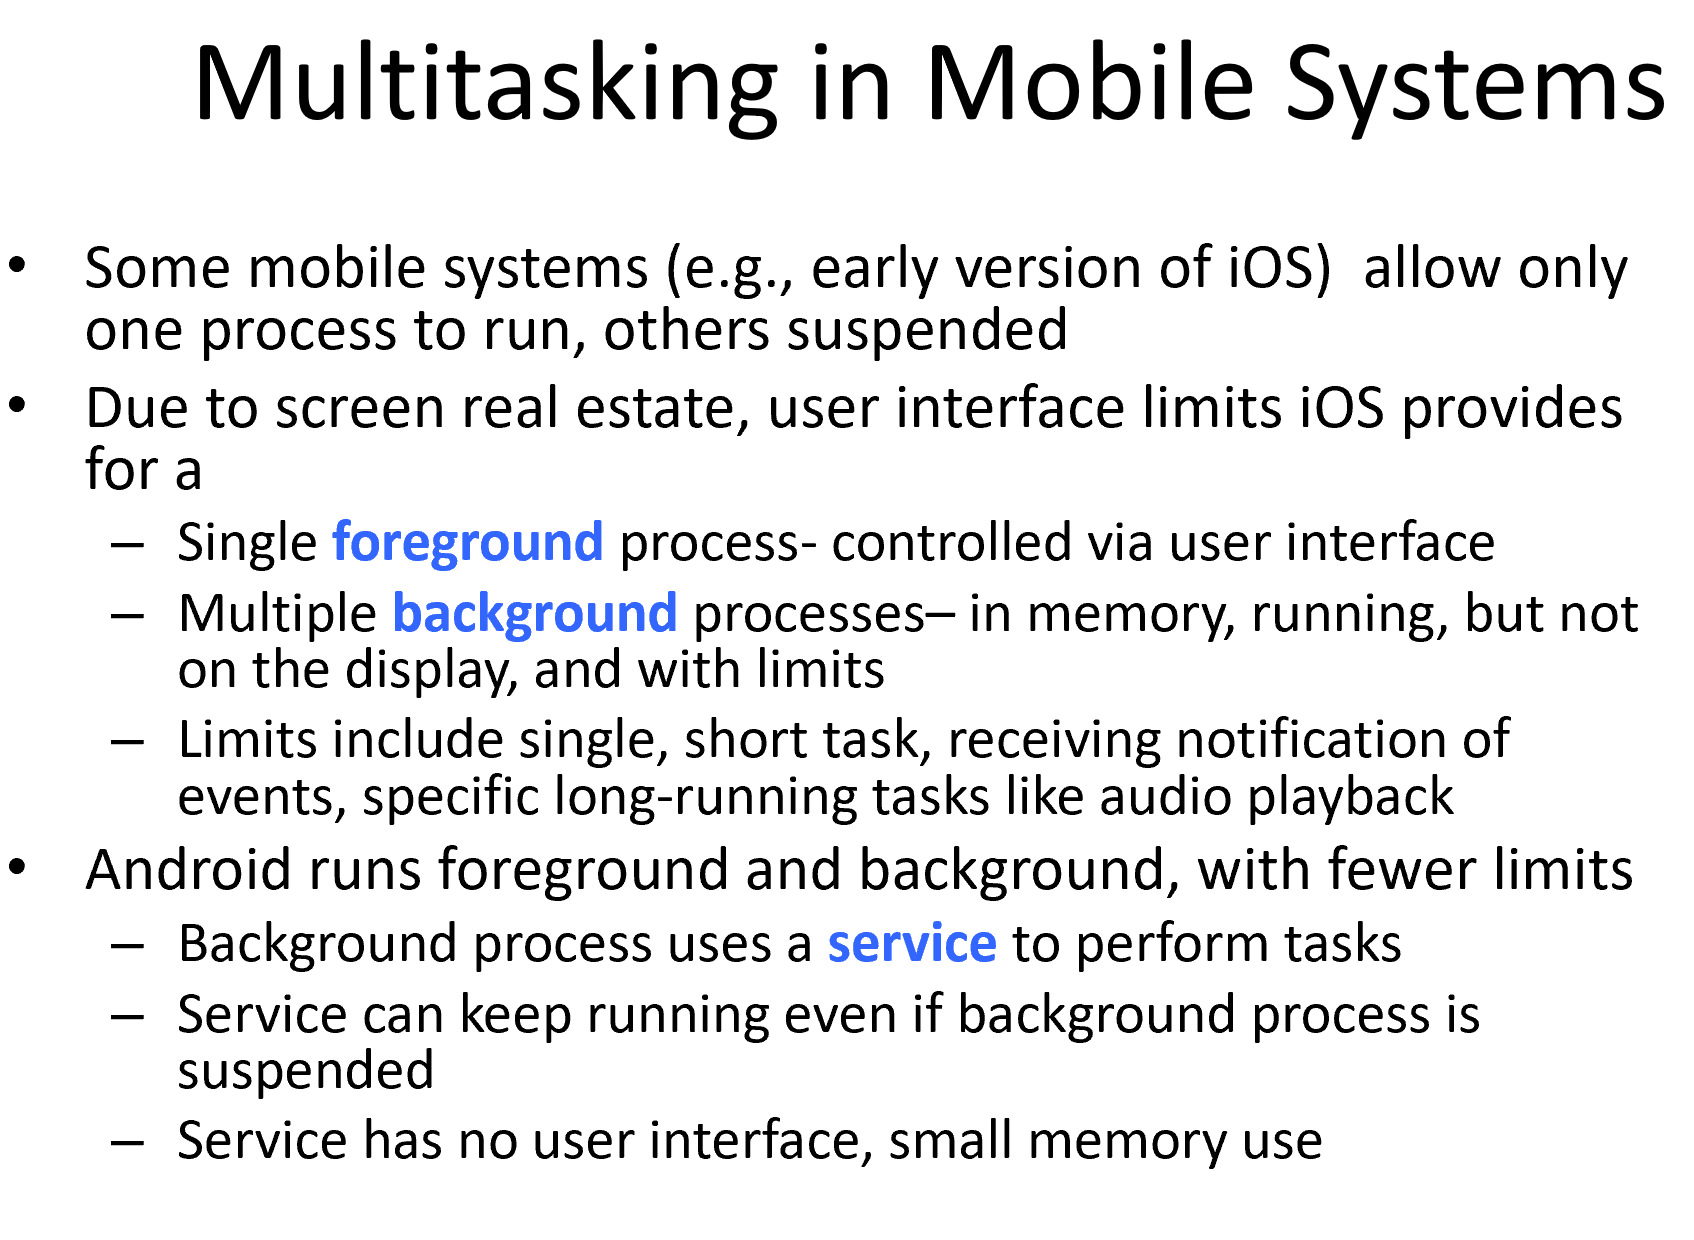 Multitasking in Mobile Systems
• Some mobile systems (e.g., early version of iOS)  allow only
one process to run, others suspended
• Due to screen real estate, user interface limits iOS provides
for a
– Single foreground process- controlled via user interface
– Multiple background processes– in memory, running, but not
on the display, and with limits
– Limits include single, short task, receiving notification of
events, specific long-running tasks like audio playback
• Android runs foreground and background, with fewer limits
– Background process uses a service to perform tasks
– Service can keep running even if background process is
suspended
– Service has no user interface, small memory use